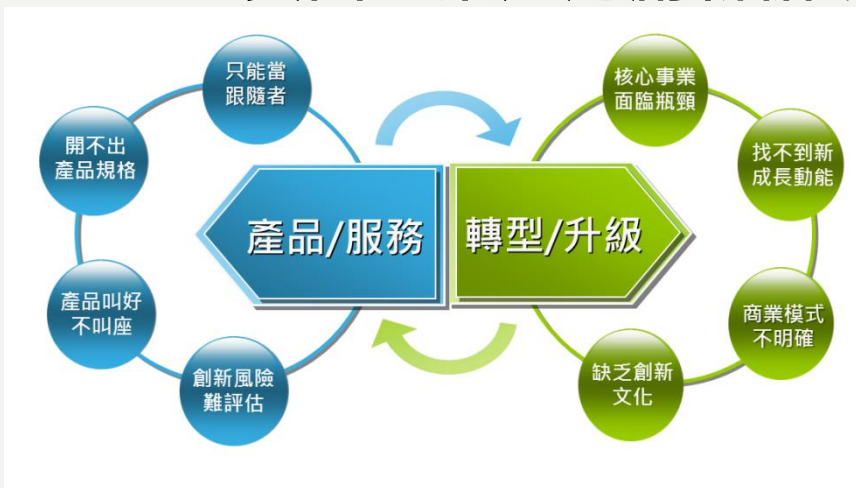 只能當
跟隨者
開不出
產品規格
產品叫好
不叫座
創新風險
難評估
產品/服務
轉型/升級
核心事業
面臨瓶頸
找不到新
成長動能
商業模式
不明確
缺乏創新
文化